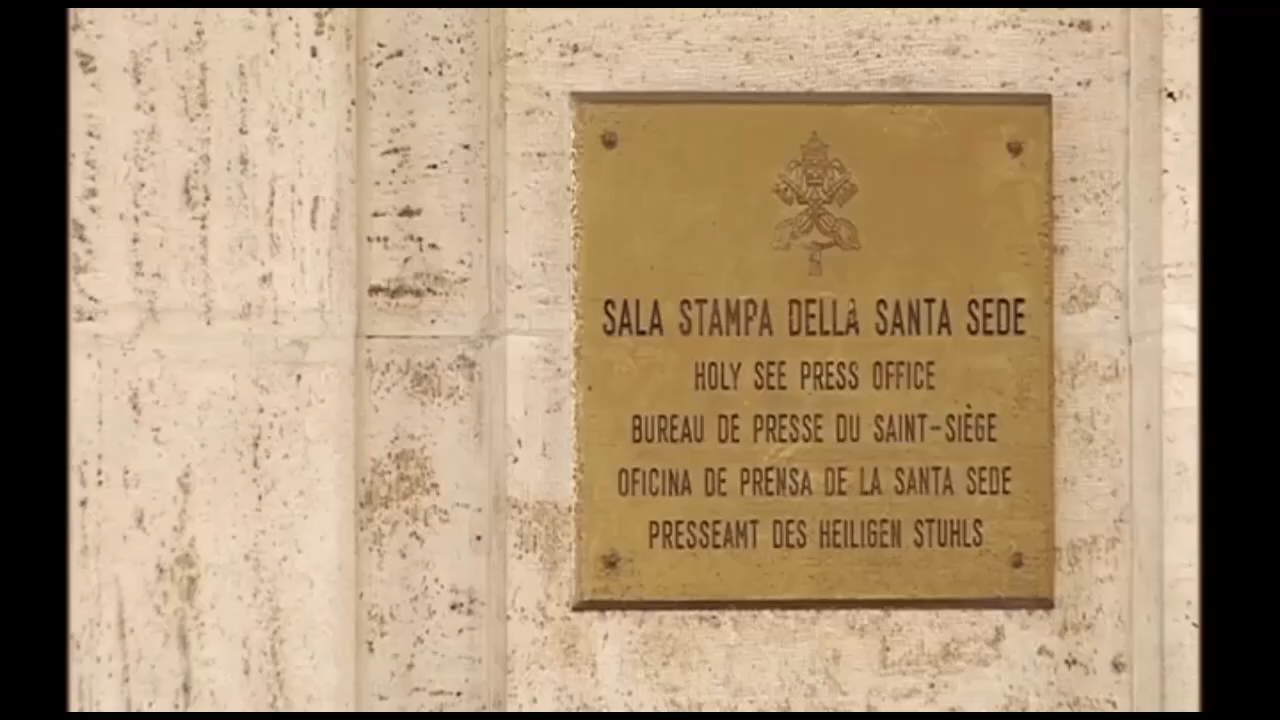 SALA STAMPA DELLA SANTA SEDE
HOLY SEE PRESS OFFICE
BUREAU DE PRESSE DU SAINT-SIÈGE
OFICINA DE PRENSA DE LA SANTA SEDE
PRESSEAMT DES HEILIGEN STUHLS